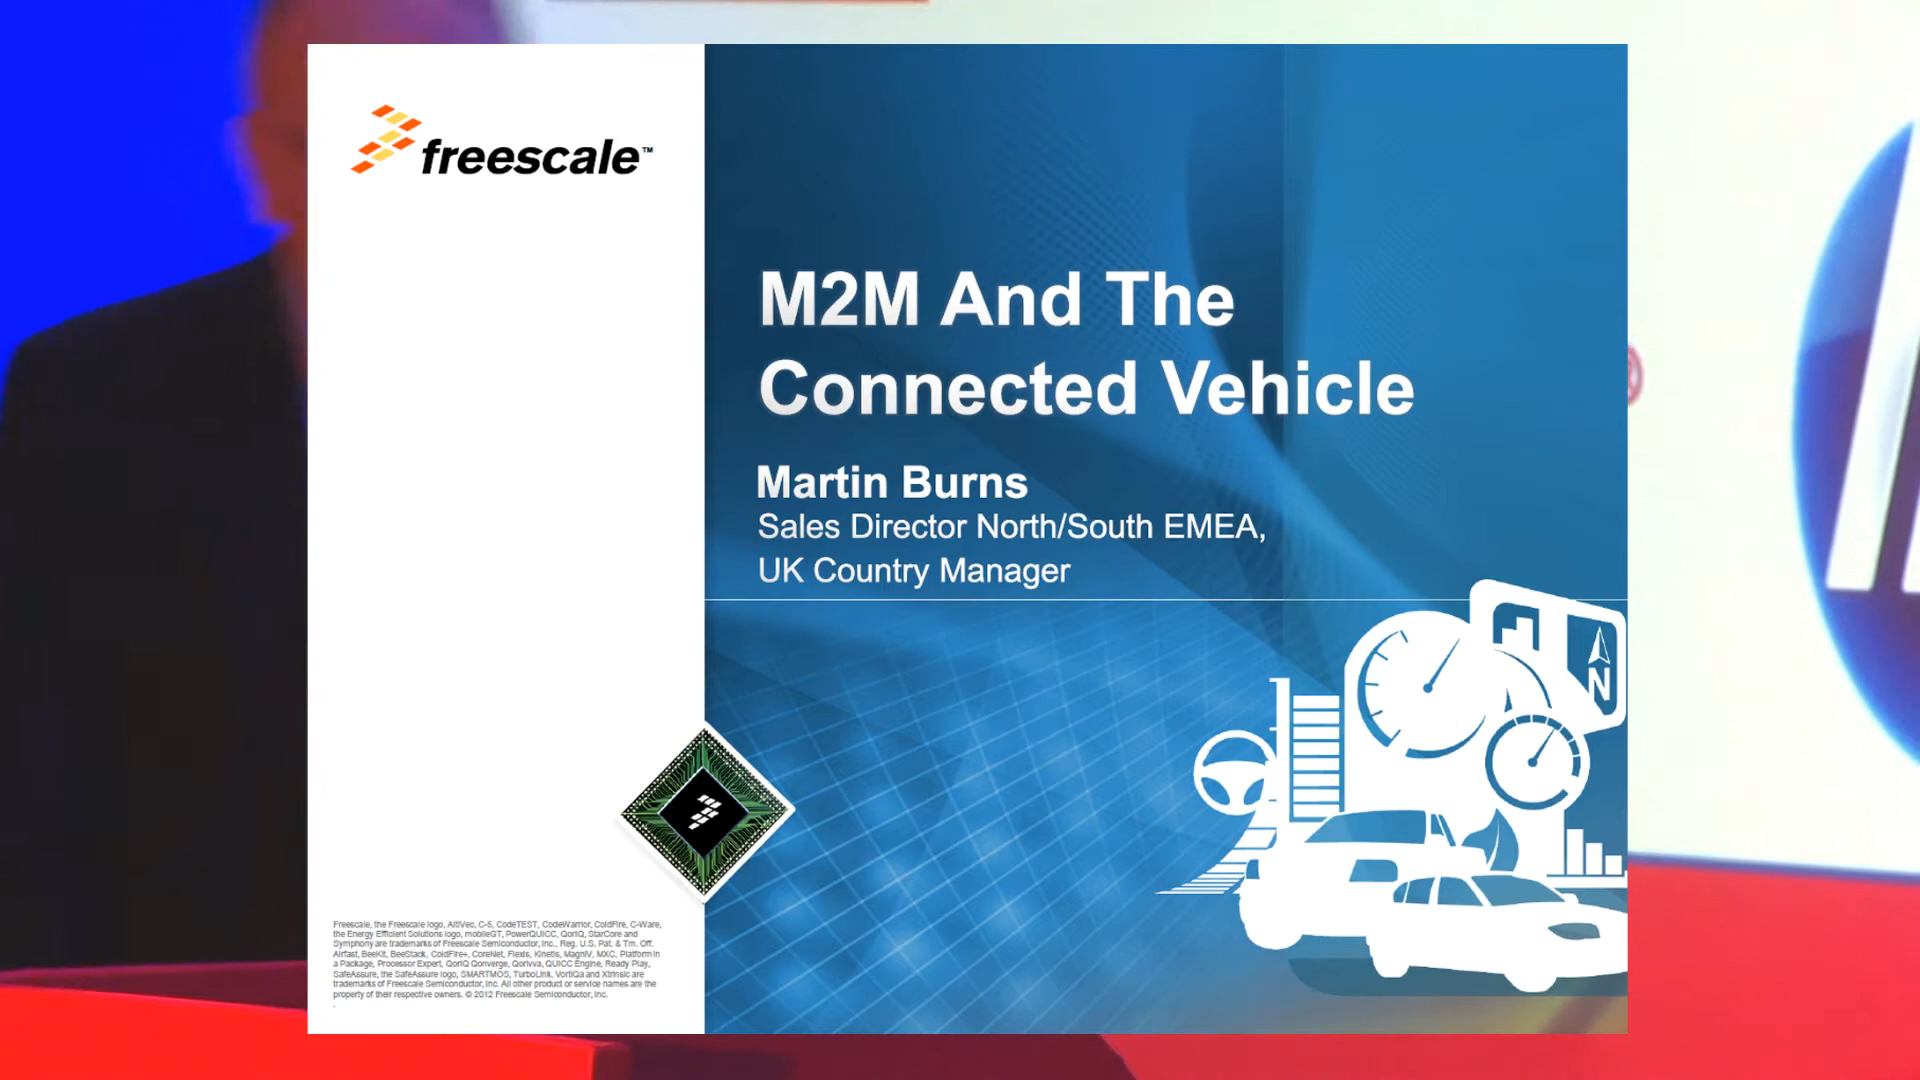 freescale™
M2M And The
Connected Vehicle
Martin Burns
Sales Director North/South EMEA,
UK Country Manager
N
Freescale, the Freescale logo, AltiVec, C-5, CodeTEST, CodeWarrior, ColdFire, C-Ware,
the Energy Efficient Solutions logo, mobileGT, PowerQUICC, QorIQ, StarCore and
Symphony are trademarks of Freescale Semiconductor, Inc., Reg. U.S. Pat. & Tm. Off.
Airfast, BeeKit, BeeStack, ColdFire+, CoreNet, Flexis, Kinetis, MagniV, MXC, Platform in
a Package, Processor Expert, QorIQ Qonverge, Qorivva, QUICC Engine, Ready Play,
SafeAssure, the SafeAssure logo, SMARTMOS, TurboLink, VortiQa and Xtrinsic are
trademarks of Freescale Semiconductor, Inc. All other product or service names are the
property of their respective owners. © 2012 Freescale Semiconductor, Inc.